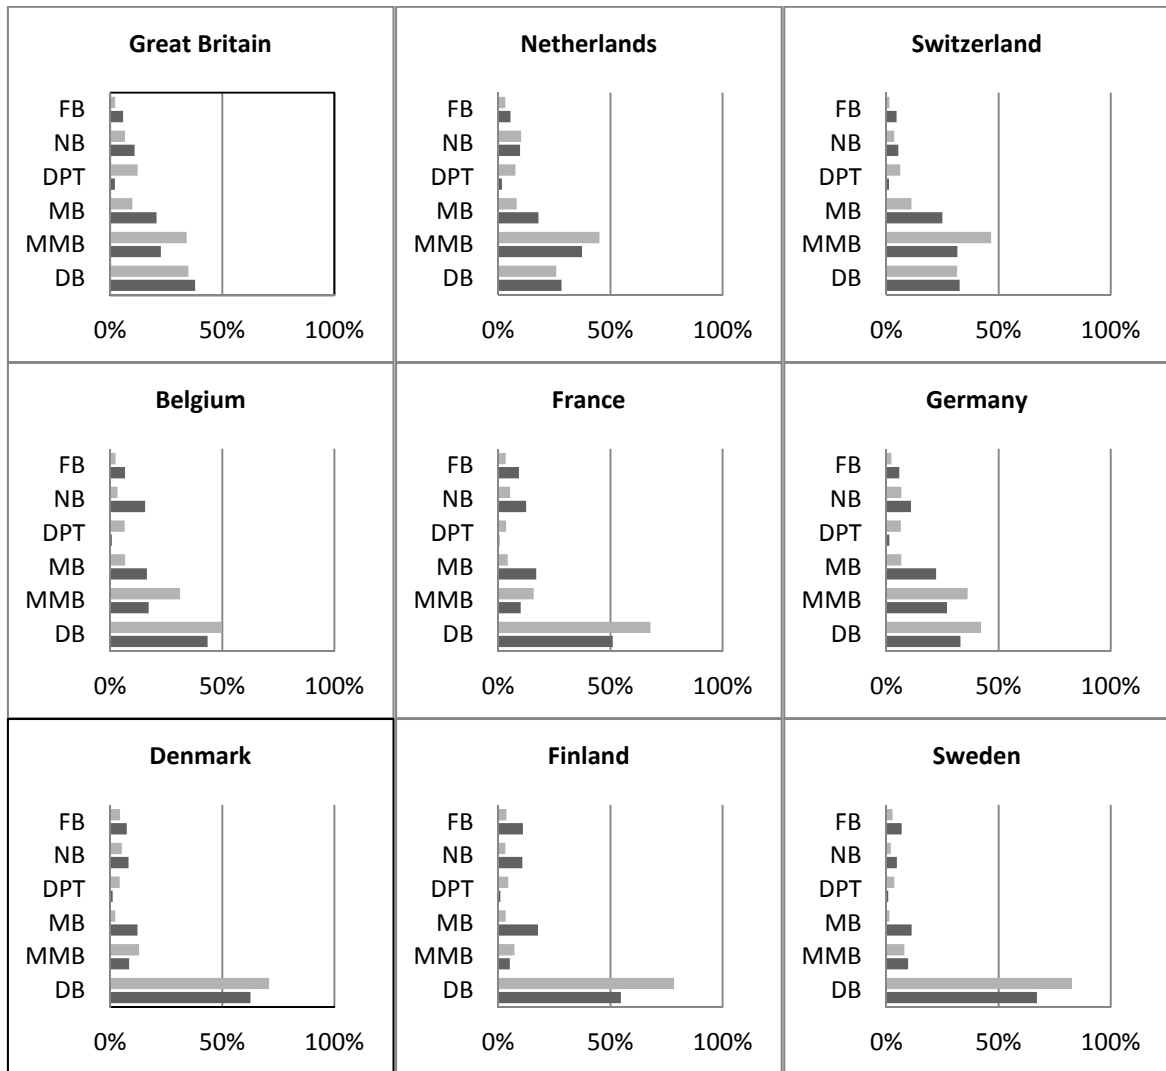 Great Britain
FB
NB
DPT
MB
MMB
DB
0% 50% 100%
Netherlands
FB
NB
DPT
MB
MMB
DB
0% 50% 100%
Switzerland
FB
NB
DPT
MB
MMB
DB
0% 50% 100%
Belgium
FB
NB
DPT
MB
MMB
DB
0% 50% 100%
France
FB
NB
DPT
MB
MMB
DB
0% 50% 100%
Germany
FB
NB
DPT
MB
MMB
DB
0% 50% 100%
Denmark
FB
NB
DPT
MB
MMB
DB
0% 50% 100%
Finland
FB
NB
DPT
MB
MMB
DB
0% 50% 100%
Sweden
FB
NB
DPT
MB
MMB
DB
0% 50% 100%